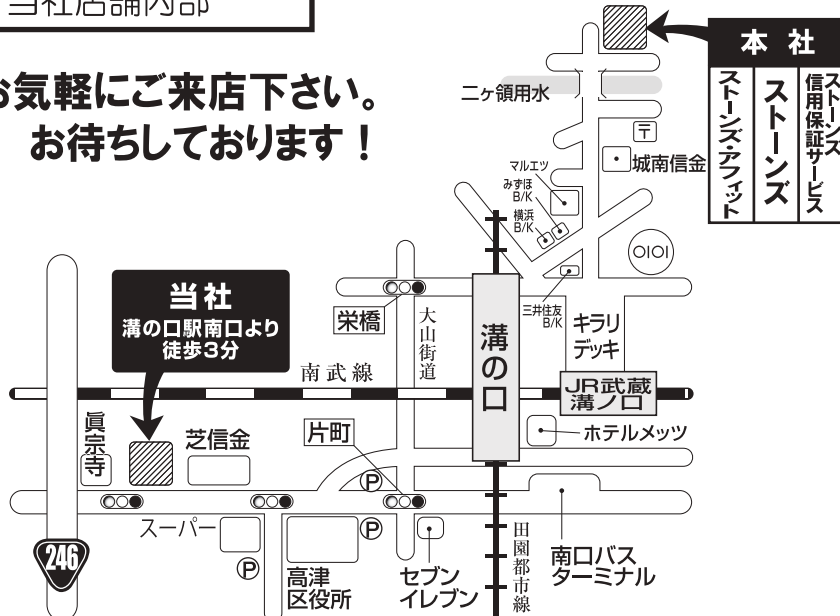 当社店舗内部
お気軽にご来店下さい。
お待ちしております！
本社
ストーンズ・アフィット
ストーンズ
ストーンズ
信用保証サービス
二ヶ領用水
〒
城南信金
マルエツ
みずほ
B/K
横浜
B/K
OIOI
三井住友
B/K
キラリ
デッキ
当社
溝の口駅南口より
徒歩3分
栄橋
大山街道
溝の口
南武線
JR武蔵
溝ノ口
ホテルメッツ
眞宗寺
芝信金
片町
P
スーパー
P
P
246
高津
区役所
セブン
イレブン
田園都市線
南口バス
ターミナル